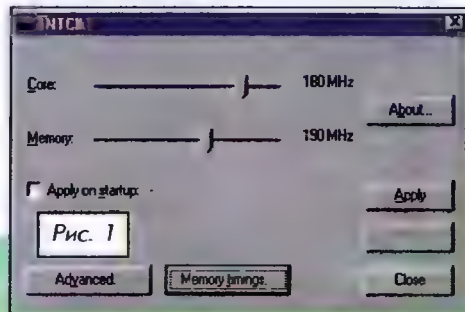 Core: 180 MHz
About...
Memory: 190 MHz
Apply on startup:
Apply
Рис. 1
Advanced. Memory timings. Close